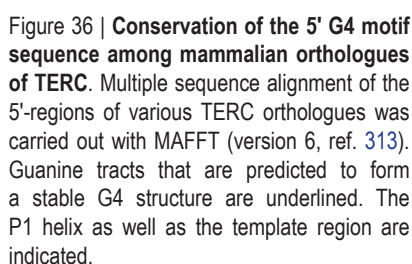 Figure 36 | Conservation of the 5' G4 motif
sequence among mammalian orthologues
of TERC. Multiple sequence alignment of the
5'-regions of various TERC orthologues was
carried out with MAFFT (version 6, ref. 313).
Guanine tracts that are predicted to form
a stable G4 structure are underlined. The
P1 helix as well as the template region are
indicated.